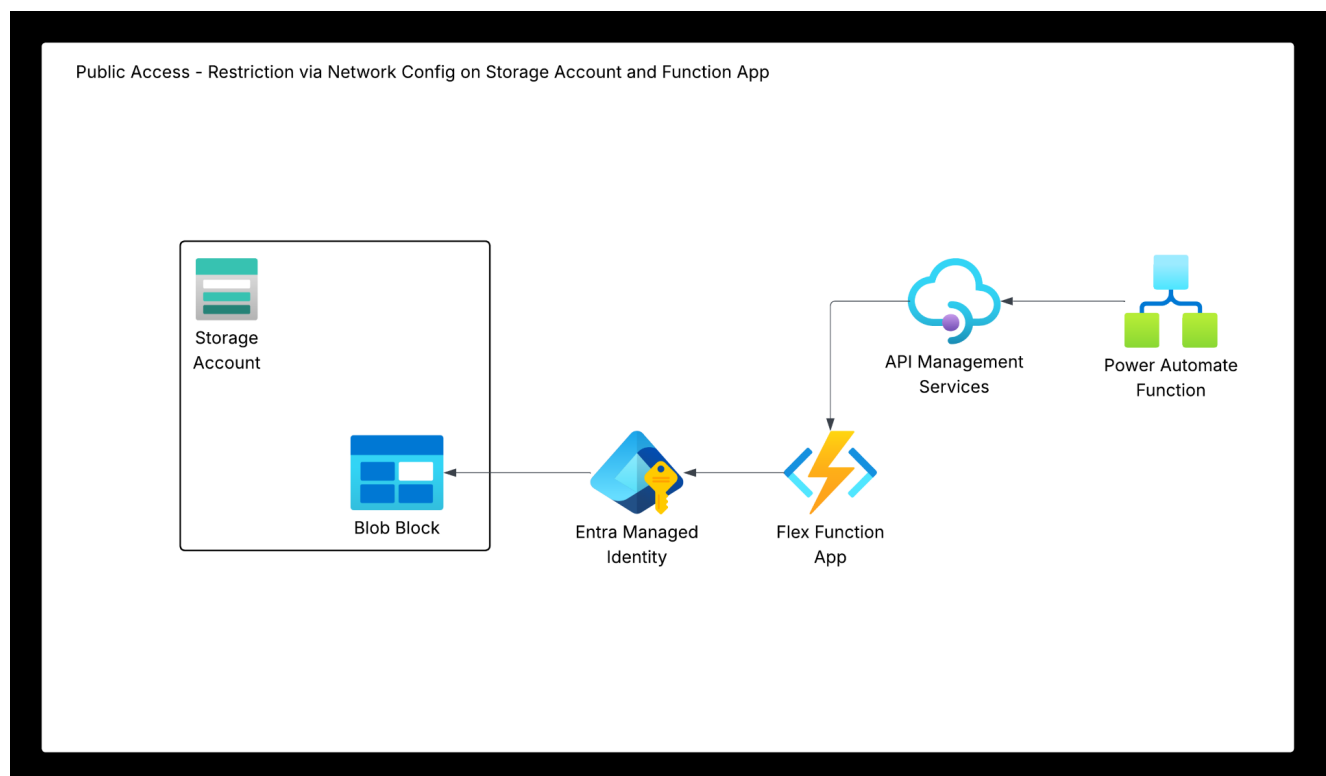 Public Access - Restriction via Network Config on Storage Account and Function App
Storage
Account
Blob Block
Entra Managed
Identity
Flex Function
App
API Management
Services
Power Automate
Function